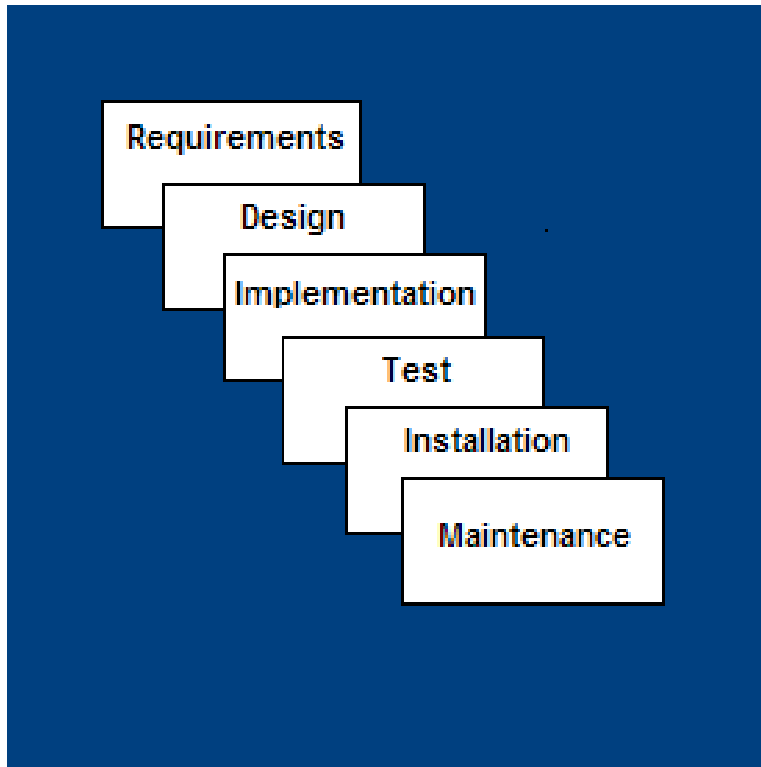 Requirements
Design
Implementation
Test
Installation
Maintenance